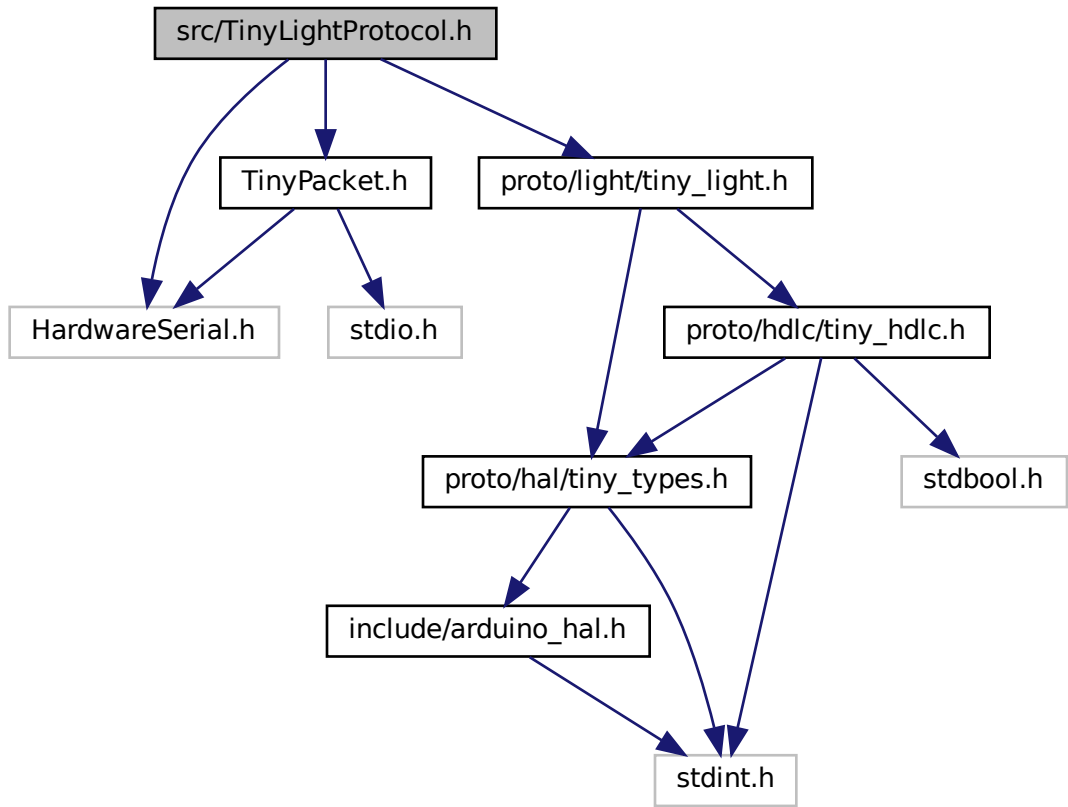 src/TinyLightProtocol.h
TinyPacket.h
proto/light/tiny_light.h
HardwareSerial.h
stdio.h
proto/hdlc/tiny_hdlc.h
proto/hal/tiny_types.h
stdbool.h
include/arduino_hal.h
stdint.h